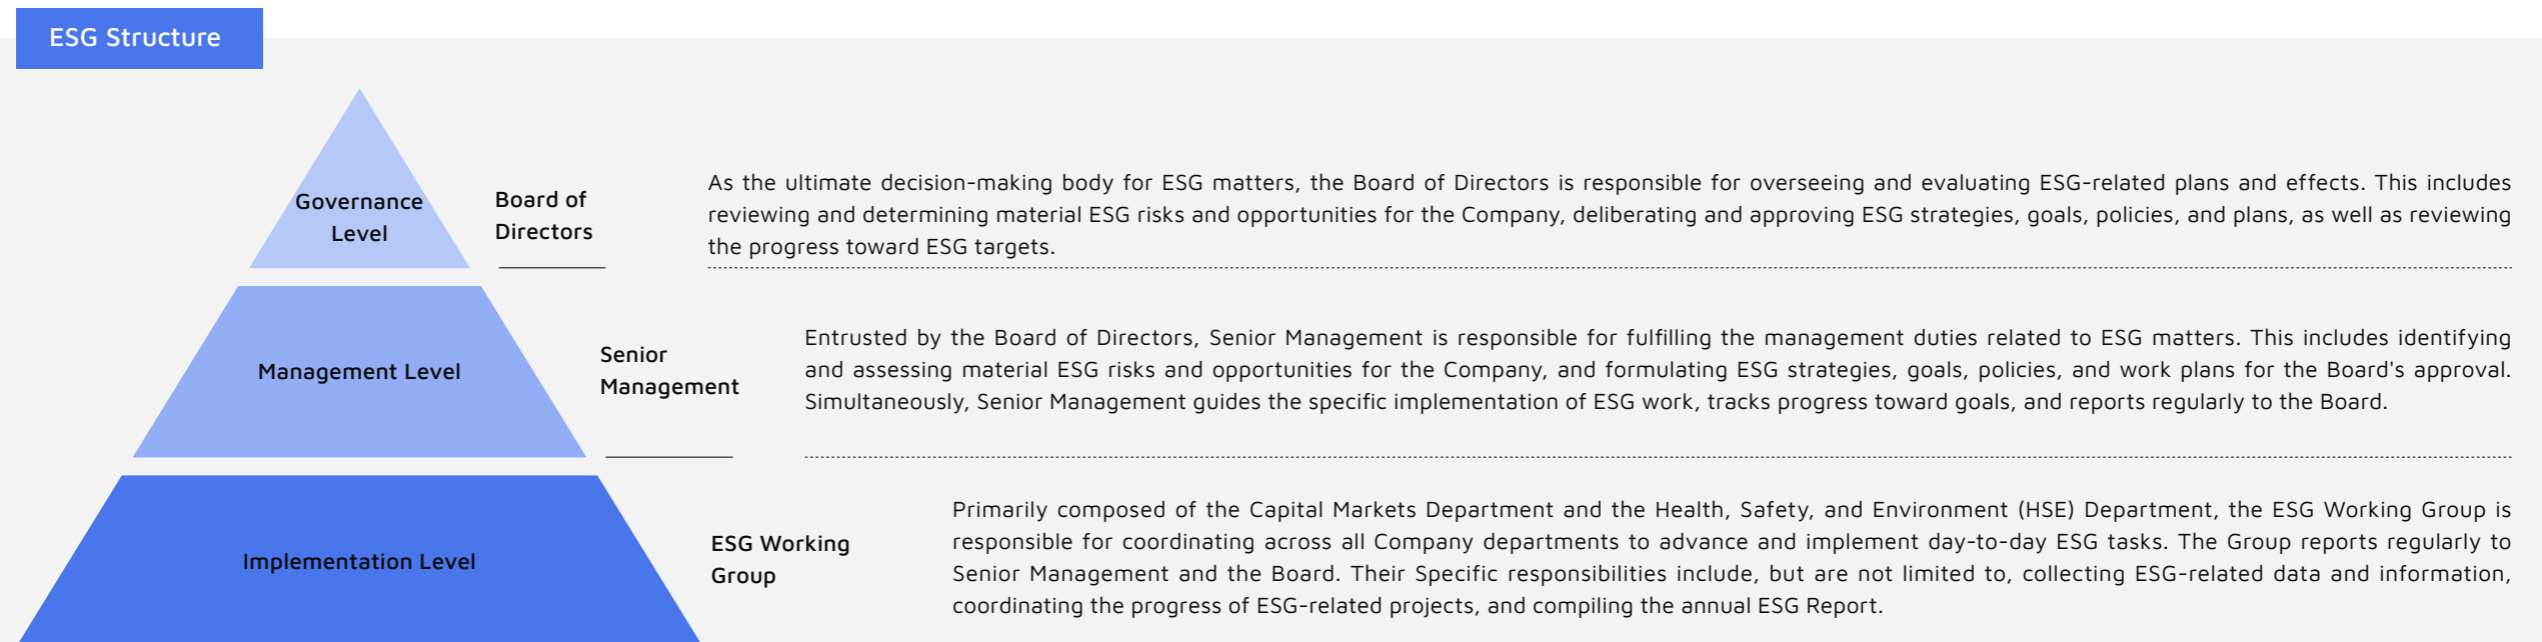 ESG Structure
Governance
Level
Board of
Directors
As the ultimate decision-making body for ESG matters, the Board of Directors is responsible for overseeing and evaluating ESG-related plans and effects. This includes
reviewing and determining material ESG risks and opportunities for the Company, deliberating and approving ESG strategies, goals, policies, and plans, as well as reviewing
the progress toward ESG targets.
Management Level
Senior
Management
Entrusted by the Board of Directors, Senior Management is responsible for fulfilling the management duties related to ESG matters. This includes identifying
and assessing material ESG risks and opportunities for the Company, and formulating ESG strategies, goals, policies, and work plans for the Board's approval.
Simultaneously, Senior Management guides the specific implementation of ESG work, tracks progress toward goals, and reports regularly to the Board.
Implementation Level
ESG Working
Group
Primarily composed of the Capital Markets Department and the Health, Safety, and Environment (HSE) Department, the ESG Working Group is
responsible for coordinating across all Company departments to advance and implement day-to-day ESG tasks. The Group reports regularly to
Senior Management and the Board. Their Specific responsibilities include, but are not limited to, collecting ESG-related data and information,
coordinating the progress of ESG-related projects, and compiling the annual ESG Report.